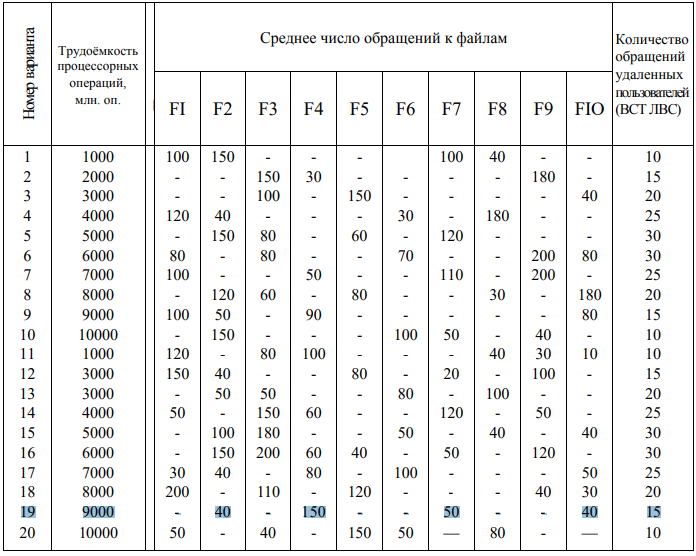 Номер варианта
Трудоёмкость процессорных операций, млн. оп.
Среднее число обращений к файлам
Количество обращений удаленных пользователей (ВСТ ЛВС)
FI F2 F3 F4 F5 F6 F7 F8 F9 FIO
1 1000 100 150 - - - - 100 40 - - 10
2 2000 - - 150 30 - - - - 180 - 15
3 3000 - - 100 - 150 - - - - 40 20
4 4000 120 40 - - - 30 - 180 - - 25
5 5000 - 150 80 - 60 - 120 - - - 30
6 6000 80 - 80 - - 70 - - 200 80 30
7 7000 100 - - 50 - - 110 - 200 - 25
8 8000 - 120 60 - 80 - - 30 - 180 20
9 9000 100 50 - 90 - - - - - 80 15
10 10000 - 150 - - - 100 50 - 40 - 10
11 1000 120 - 80 100 - - - 40 30 10 10
12 3000 150 40 - - 80 - 20 - 100 - 15
13 3000 - 50 50 - - 80 - 100 - - 20
14 4000 50 - 150 60 - - 120 - 50 - 25
15 5000 - 100 180 - - 50 - 40 - 40 30
16 6000 - 150 200 60 40 - 50 - 120 - 30
17 7000 30 40 - 80 - 100 - - - 50 25
18 8000 200 - 110 - 120 - - - 40 30 20
19 9000 - 40 - 150 - - 50 - - 40 15
20 10000 50 - 40 - 150 50 — 80 - — 10